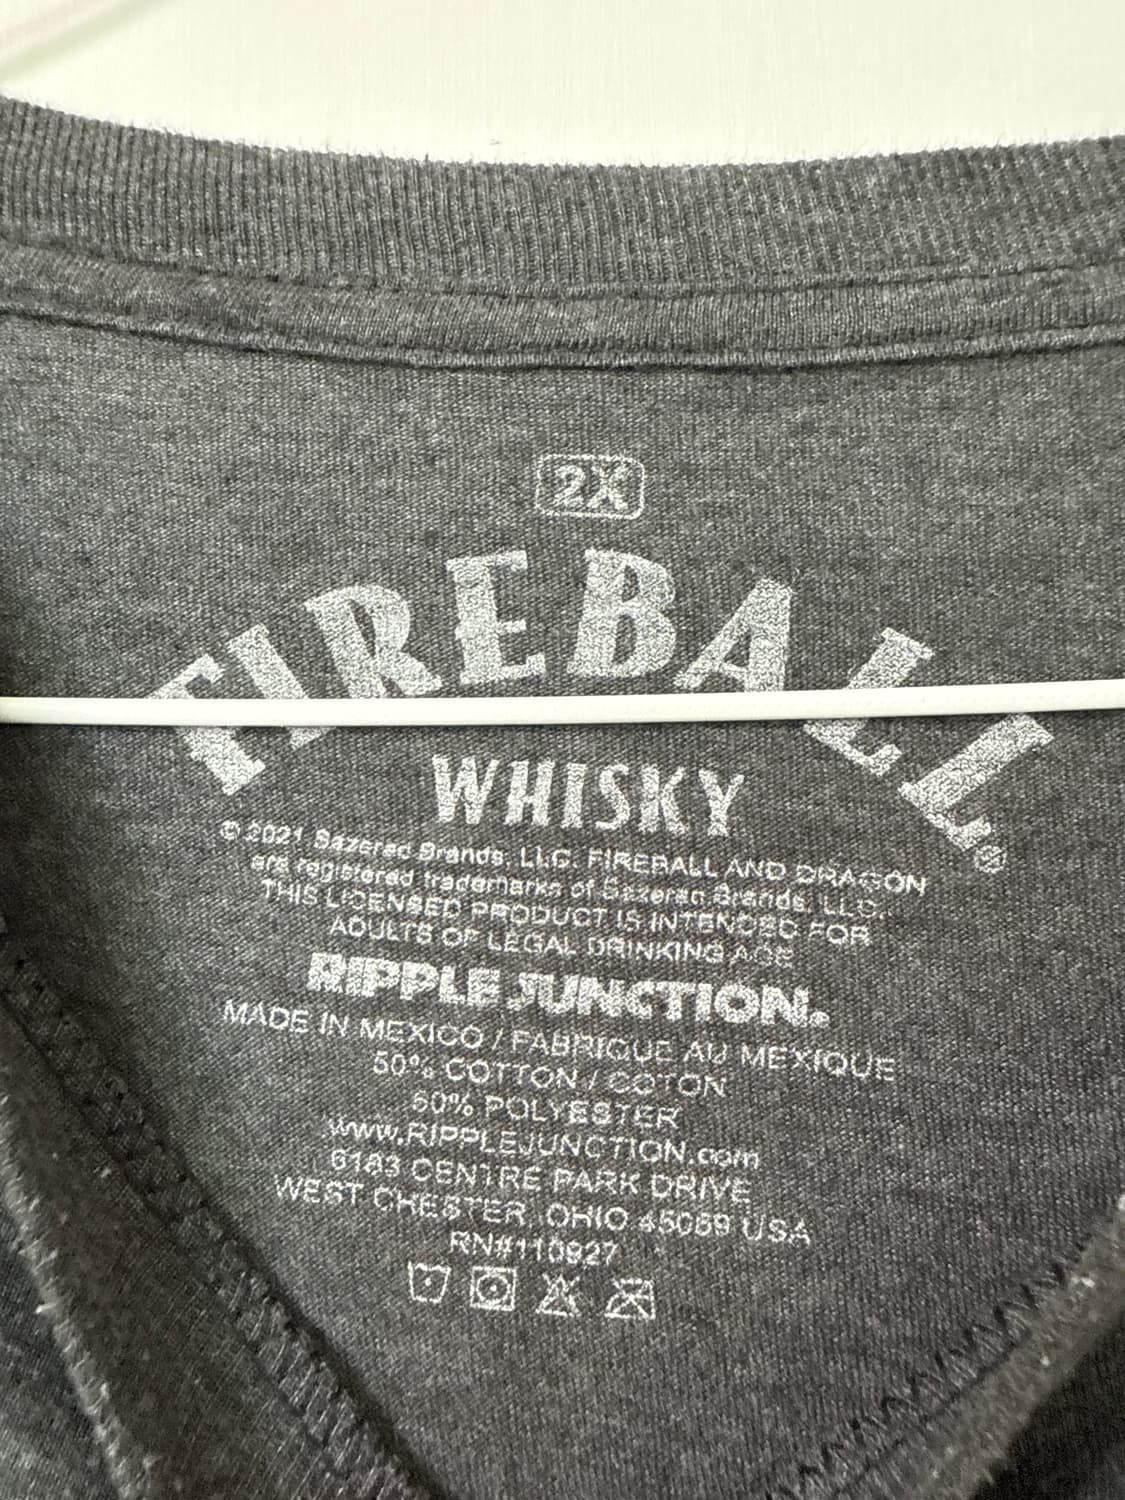 2X
FIREBALL®
WHISKY
© 2021 Sazerac Brands, LLC. FIREBALL AND DRAGON
are registered trademarks of Sazerac Brands, LLC.
THIS LICENSED PRODUCT IS INTENDED FOR
ADULTS OF LEGAL DRINKING AGE
RIPPLE JUNCTION®
MADE IN MEXICO / FABRIQUE AU MEXIQUE
50% COTTON / COTON
50% POLYESTER
www.RIPPLEJUNCTION.com
6183 CENTRE PARK DRIVE
WEST CHESTER, OHIO 45069 USA
RN#110927